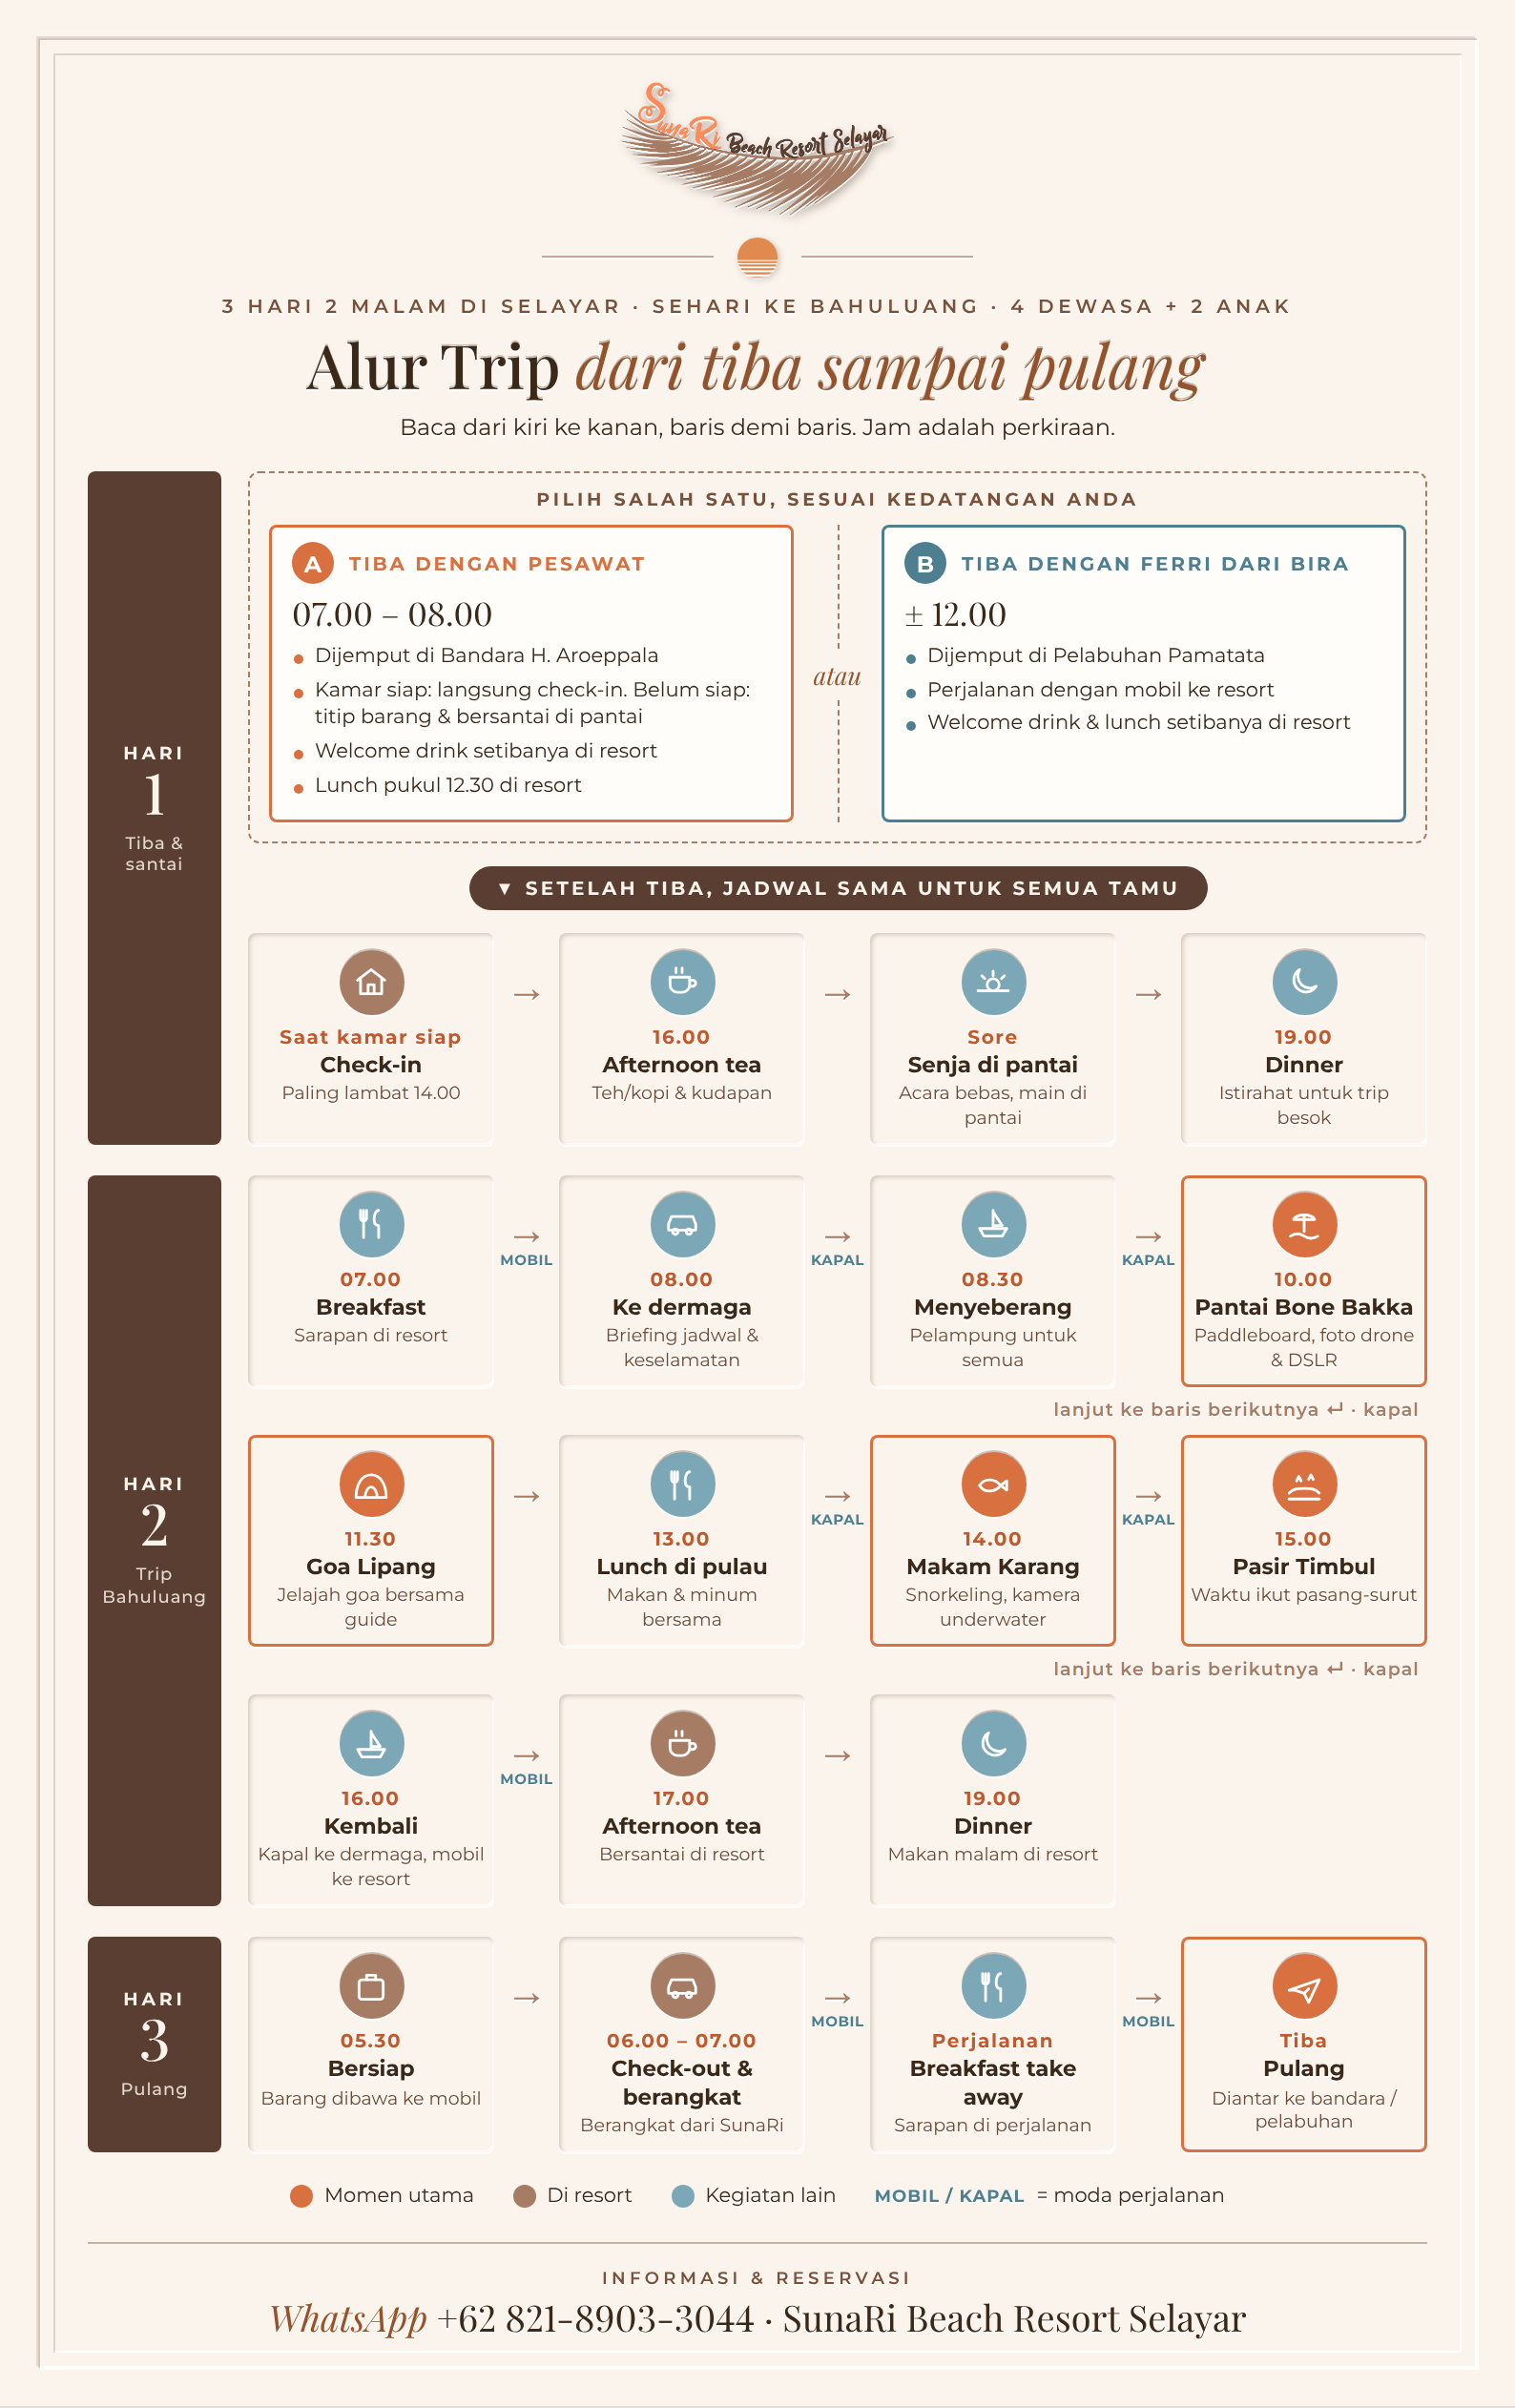 SunaRi Beach Resort Selayar
3 HARI 2 MALAM DI SELAYAR · SEHARI KE BAHULUANG · 4 DEWASA + 2 ANAK
Alur Trip dari tiba sampai pulang
Baca dari kiri ke kanan, baris demi baris. Jam adalah perkiraan.
HARI
1
Tiba &
santai
PILIH SALAH SATU, SESUAI KEDATANGAN ANDA
A TIBA DENGAN PESAWAT
07.00 – 08.00
• Dijemput di Bandara H. Aroeppala
• Kamar siap: langsung check-in. Belum siap:
titip barang & bersantai di pantai
• Welcome drink setibanya di resort
• Lunch pukul 12.30 di resort
atau
B TIBA DENGAN FERRI DARI BIRA
± 12.00
• Dijemput di Pelabuhan Pamatata
• Perjalanan dengan mobil ke resort
• Welcome drink & lunch setibanya di resort
▼ SETELAH TIBA, JADWAL SAMA UNTUK SEMUA TAMU
Saat kamar siap
Check-in
Paling lambat 14.00
→
16.00
Afternoon tea
Teh/kopi & kudapan
→
Sore
Senja di pantai
Acara bebas, main di
pantai
→
19.00
Dinner
Istirahat untuk trip
besok
HARI
2
Trip
Bahuluang
07.00
Breakfast
Sarapan di resort
→
MOBIL
08.00
Ke dermaga
Briefing jadwal &
keselamatan
→
KAPAL
08.30
Menyeberang
Pelampung untuk
semua
→
KAPAL
10.00
Pantai Bone Bakka
Paddleboard, foto drone
& DSLR
lanjut ke baris berikutnya ↵ · kapal
11.30
Goa Lipang
Jelajah goa bersama
guide
→
13.00
Lunch di pulau
Makan & minum
bersama
→
KAPAL
14.00
Makam Karang
Snorkeling, kamera
underwater
→
KAPAL
15.00
Pasir Timbul
Waktu ikut pasang-surut
lanjut ke baris berikutnya ↵ · kapal
16.00
Kembali
Kapal ke dermaga, mobil
ke resort
→
MOBIL
17.00
Afternoon tea
Bersantai di resort
→
19.00
Dinner
Makan malam di resort
HARI
3
Pulang
05.30
Bersiap
Barang dibawa ke mobil
→
06.00 – 07.00
Check-out &
berangkat
Berangkat dari SunaRi
→
MOBIL
Perjalanan
Breakfast take
away
Sarapan di perjalanan
→
MOBIL
Tiba
Pulang
Diantar ke bandara /
pelabuhan
Momen utama Di resort Kegiatan lain MOBIL / KAPAL = moda perjalanan
INFORMASI & RESERVASI
WhatsApp +62 821-8903-3044 · SunaRi Beach Resort Selayar